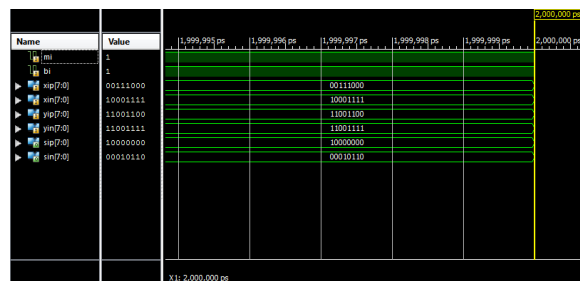 2,000,000 ps
Name Value 1,999,995 ps 1,999,996 ps 1,999,997 ps 1,999,998 ps 1,999,999 ps 2,000,000 ps
mi 1
bi 1
xip[7:0] 00111000 00111000
xin[7:0] 10001111 10001111
yip[7:0] 11001100 11001100
yin[7:0] 11001111 11001111
sip[7:0] 10000000 10000000
sin[7:0] 00010110 00010110
X1: 2,000,000 ps